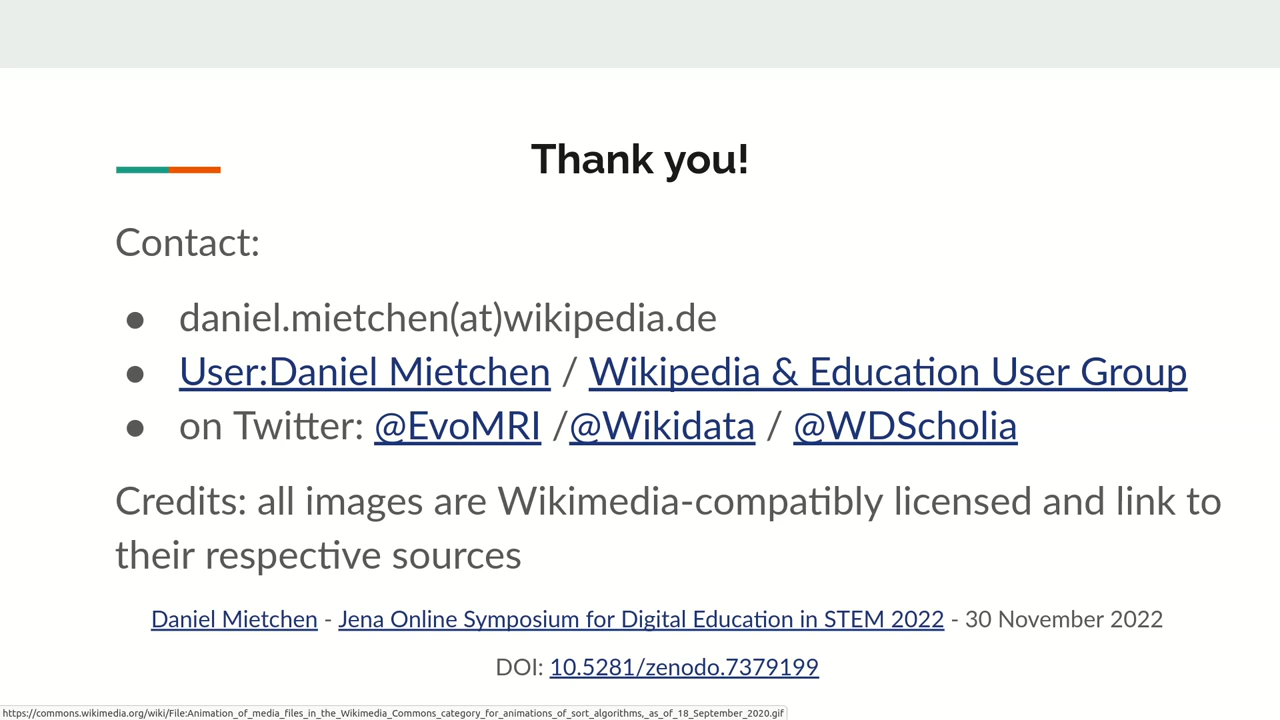 Thank you!
Contact:
● daniel.mietchen(at)wikipedia.de
● User:Daniel Mietchen / Wikipedia & Education User Group
● on Twitter: @EvoMRI /@Wikidata / @WDScholia
Credits: all images are Wikimedia-compatibly licensed and link to
their respective sources
Daniel Mietchen - Jena Online Symposium for Digital Education in STEM 2022 - 30 November 2022
DOI: 10.5281/zenodo.7379199
https://commons.wikimedia.org/wiki/File:Animation_of_media_files_in_the_Wikimedia_Commons_category_for_animations_of_sort_algorithms,_as_of_18_September_2020.gif